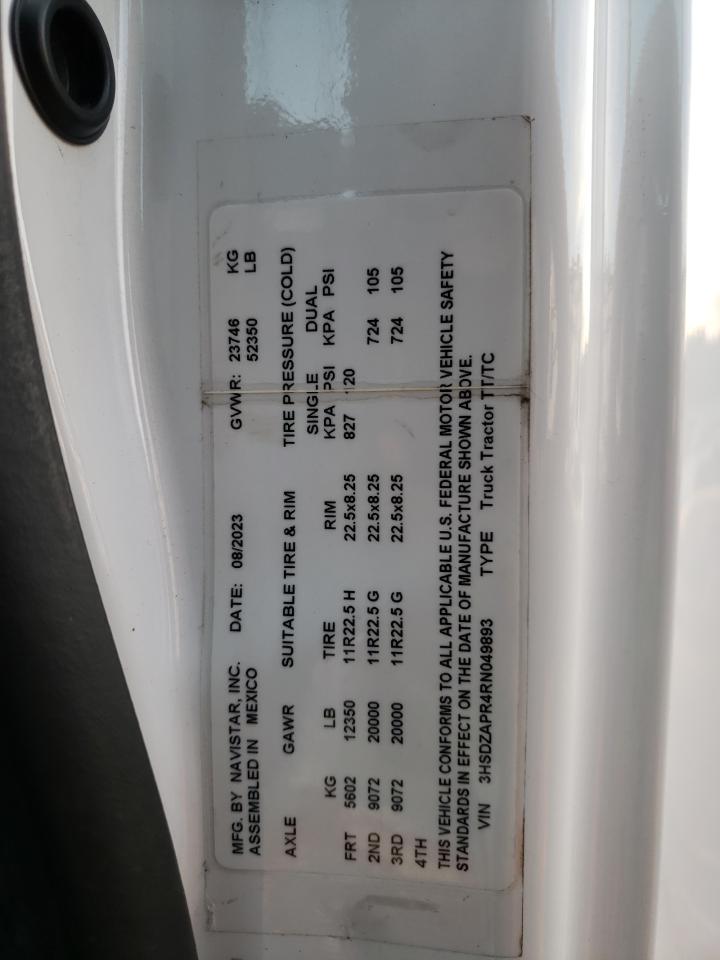 MFG. BY NAVISTAR, INC. DATE: 08/2023 GVWR: 23746 KG
ASSEMBLED IN MEXICO 52350 LB
AXLE GAWR SUITABLE TIRE & RIM TIRE PRESSURE (COLD)
SINGLE DUAL
KG LB TIRE RIM KPA PSI KPA PSI
FRT 5602 12350 11R22.5 H 22.5x8.25 827 120
2ND 9072 20000 11R22.5 G 22.5x8.25 724 105
3RD 9072 20000 11R22.5 G 22.5x8.25 724 105
4TH
THIS VEHICLE CONFORMS TO ALL APPLICABLE U.S. FEDERAL MOTOR VEHICLE SAFETY
STANDARDS IN EFFECT ON THE DATE OF MANUFACTURE SHOWN ABOVE.
VIN 3HSDZAPR4RN049893 TYPE Truck Tractor TT/TC